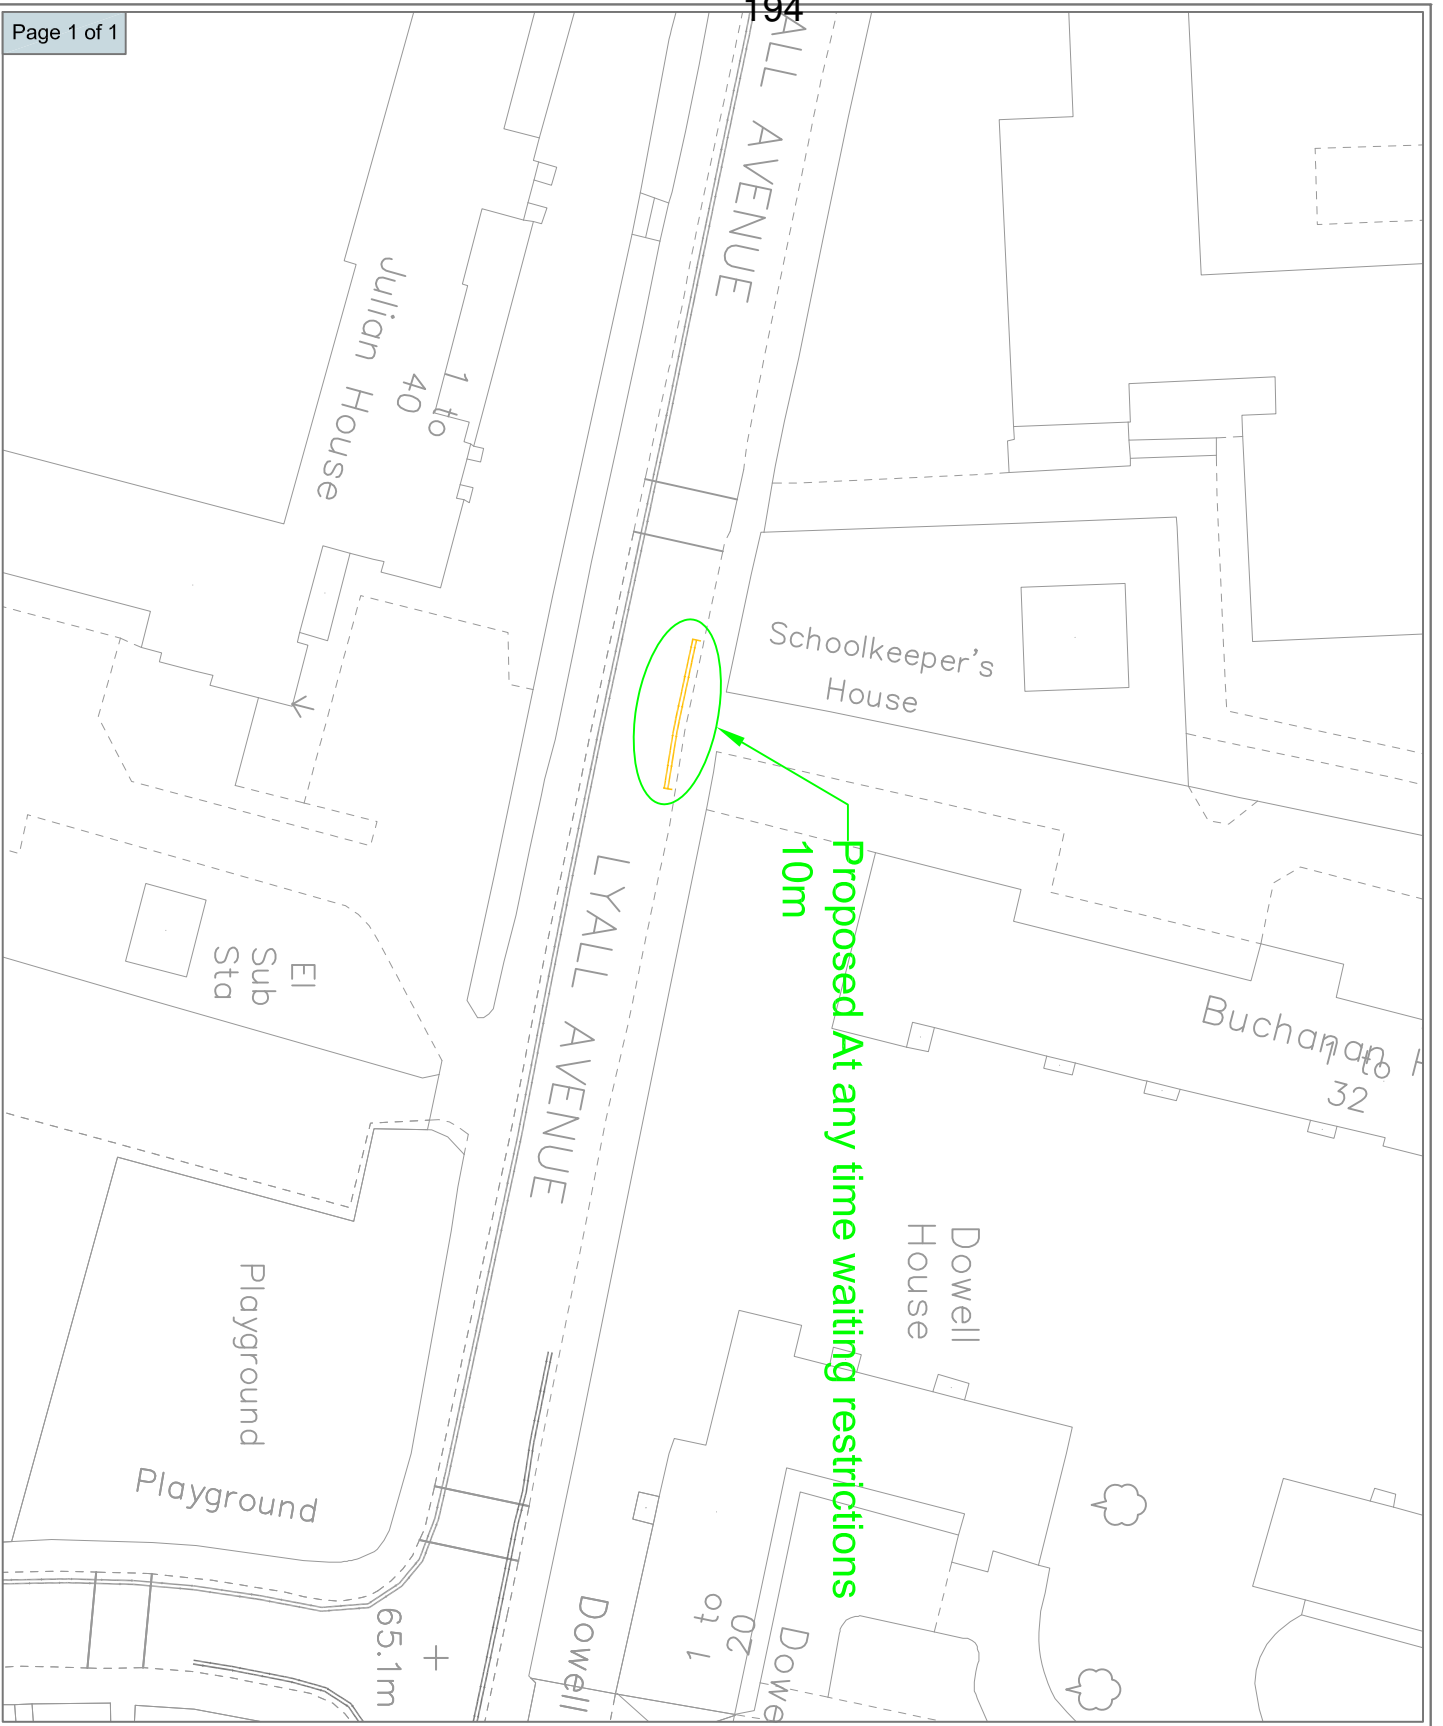 194
Page 1 of 1
ALL AVENUE
Julian House
1 to
40
Schoolkeeper's
House
Proposed At any time waiting restrictions
10m
LYALL AVENUE
El
Sub
Sta
Buchanan H
1 to
32
Dowell
House
Playground
Playground
65.1m
Dowell
1 to
20
Dowe